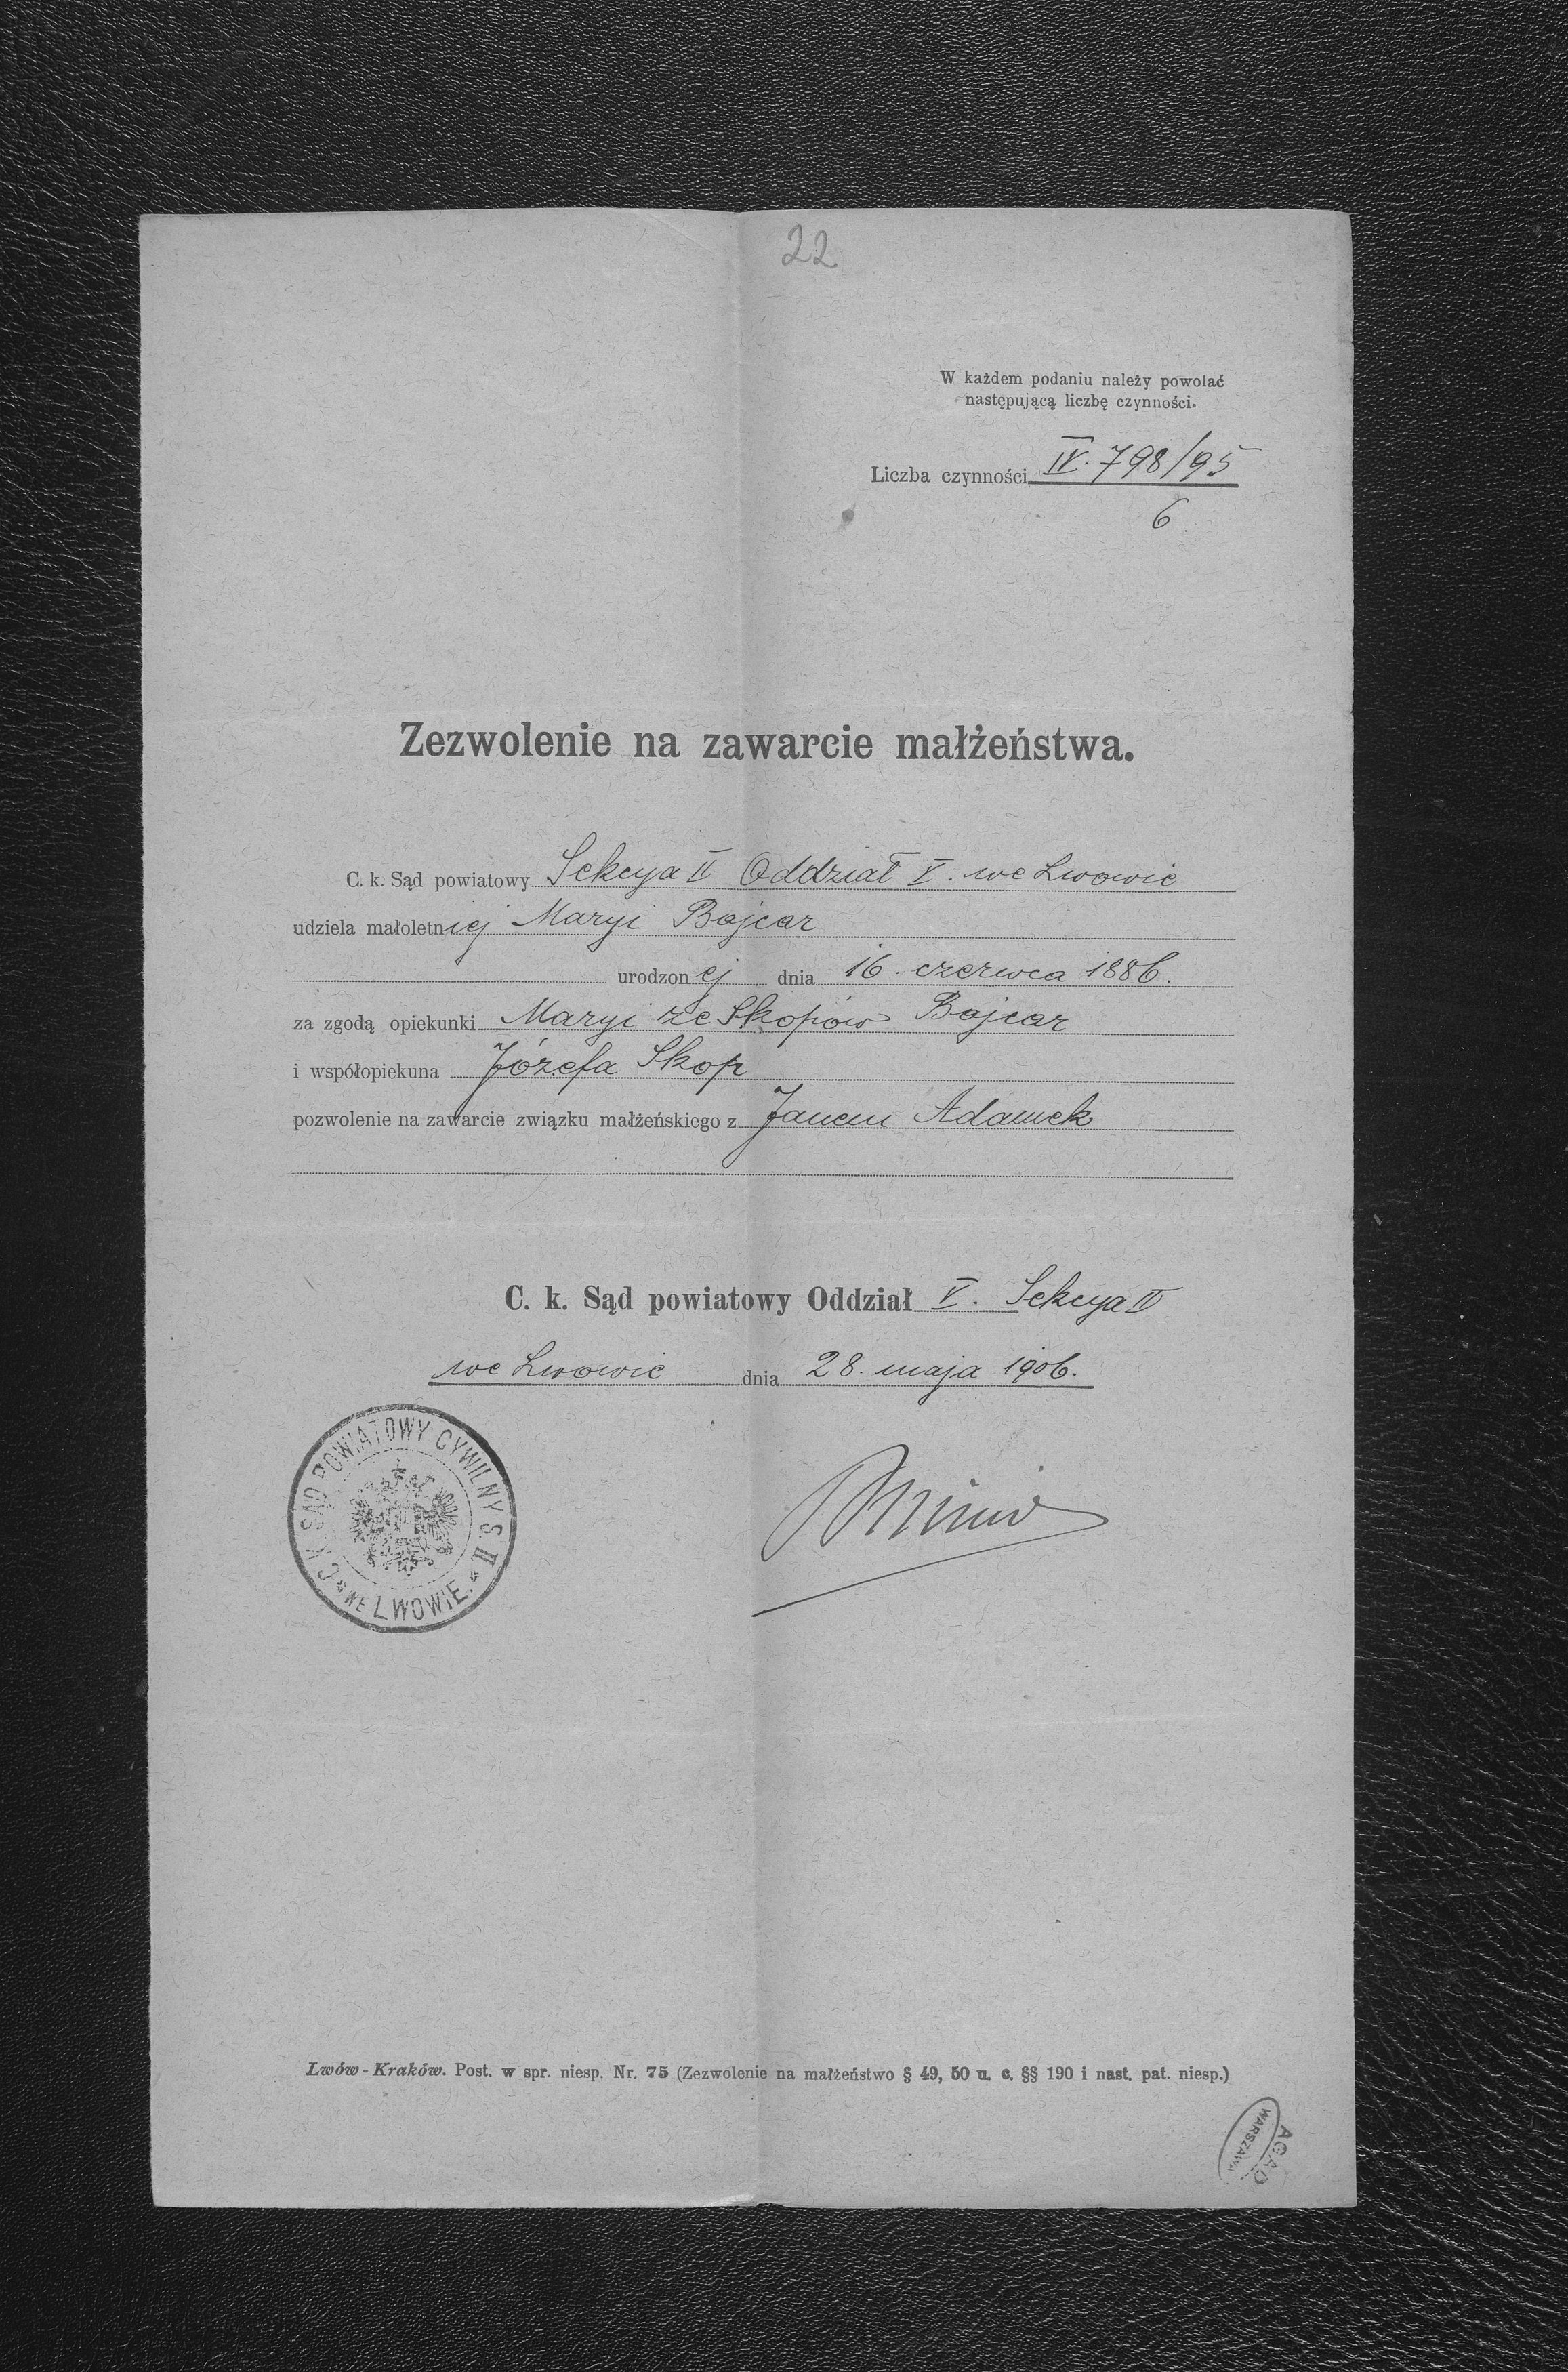 22
W każdem podaniu należy powołać
następującą liczbę czynności.
Liczba czynności IV. 798/95
6
Zezwolenie na zawarcie małżeństwa.
C. k. Sąd powiatowy Sekcya II Oddział V. we Lwowie
udziela małoletniej Maryi Bajcar
urodzonej dnia 16. czerwca 1886.
za zgodą opiekunki Maryi ze Skopów Bajcar
i współopiekuna Józefa Skop
pozwolenie na zawarcie związku małżeńskiego z Janem Adamek
C. k. Sąd powiatowy Oddział V. Sekcya II
we Lwowie dnia 28. maja 1906.
C. K. SĄD POWIATOWY CYWILNY S. II
WE LWOWIE.
Lwów - Kraków. Post. w spr. niesp. Nr. 75 (Zezwolenie na małżeństwo § 49, 50 u. c. §§ 190 i nast. pat. niesp.)
AGAD
WARSZAWA